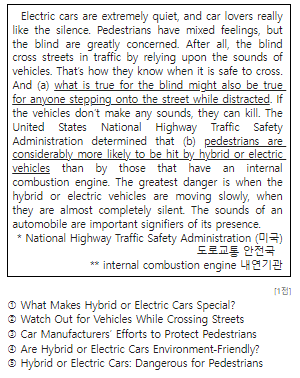 Electric cars are extremely quiet, and car lovers really
like the silence. Pedestrians have mixed feelings, but
the blind are greatly concerned. After all, the blind
cross streets in traffic by relying upon the sounds of
vehicles. That's how they know when it is safe to cross.
And (a) what is true for the blind might also be true
for anyone stepping onto the street while distracted. If
the vehicles don't make any sounds, they can kill. The
United States National Highway Traffic Safety
Administration determined that (b) pedestrians are
considerably more likely to be hit by hybrid or electric
vehicles than by those that have an internal
combustion engine. The greatest danger is when the
hybrid or electric vehicles are moving slowly, when
they are almost completely silent. The sounds of an
automobile are important signifiers of its presence.
* National Highway Traffic Safety Administration (미국)
도로교통 안전국
** internal combustion engine 내연기관
[1점]
① What Makes Hybrid or Electric Cars Special?
② Watch Out for Vehicles While Crossing Streets
③ Car Manufacturers' Efforts to Protect Pedestrians
④ Are Hybrid or Electric Cars Environment-Friendly?
⑤ Hybrid or Electric Cars: Dangerous for Pedestrians